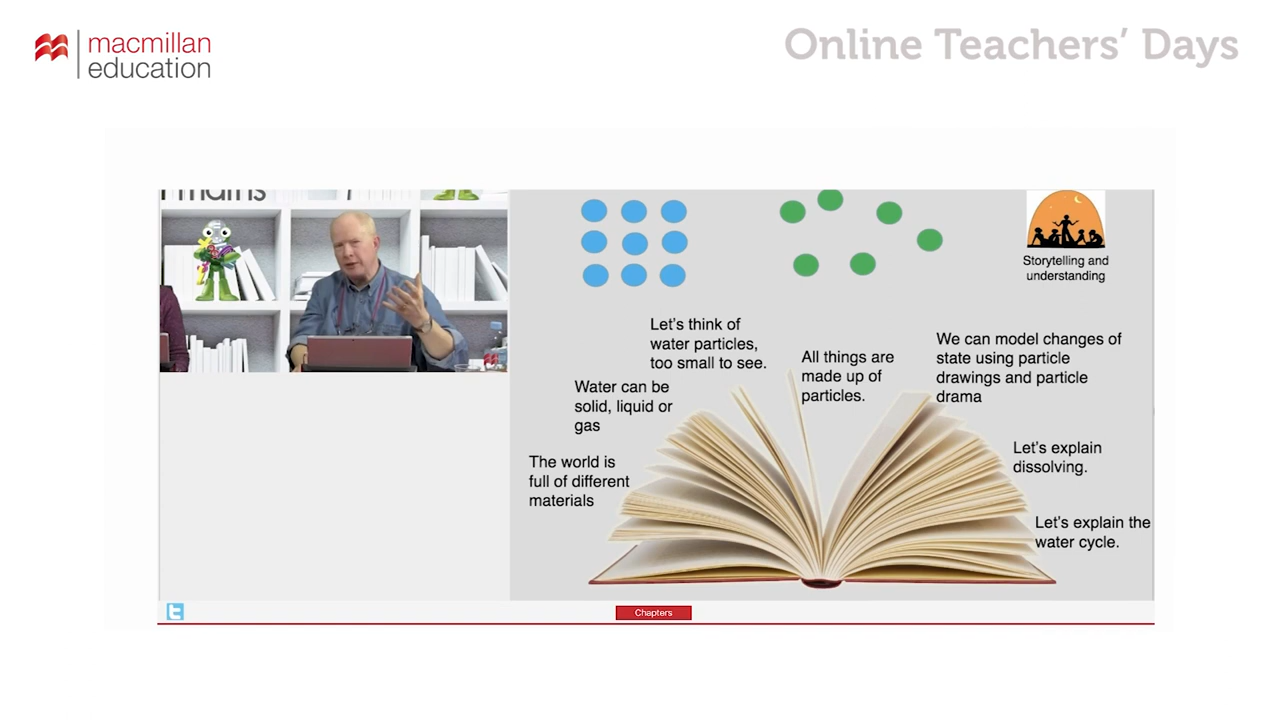 macmillan
education
Online Teachers’ Days
maths
Storytelling and
understanding
Let’s think of
water particles,
too small to see.
All things are
made up of
particles.
We can model changes of
state using particle
drawings and particle
drama
Water can be
solid, liquid or
gas
Let’s explain
dissolving.
The world is
full of different
materials
Let’s explain the
water cycle.
Chapters